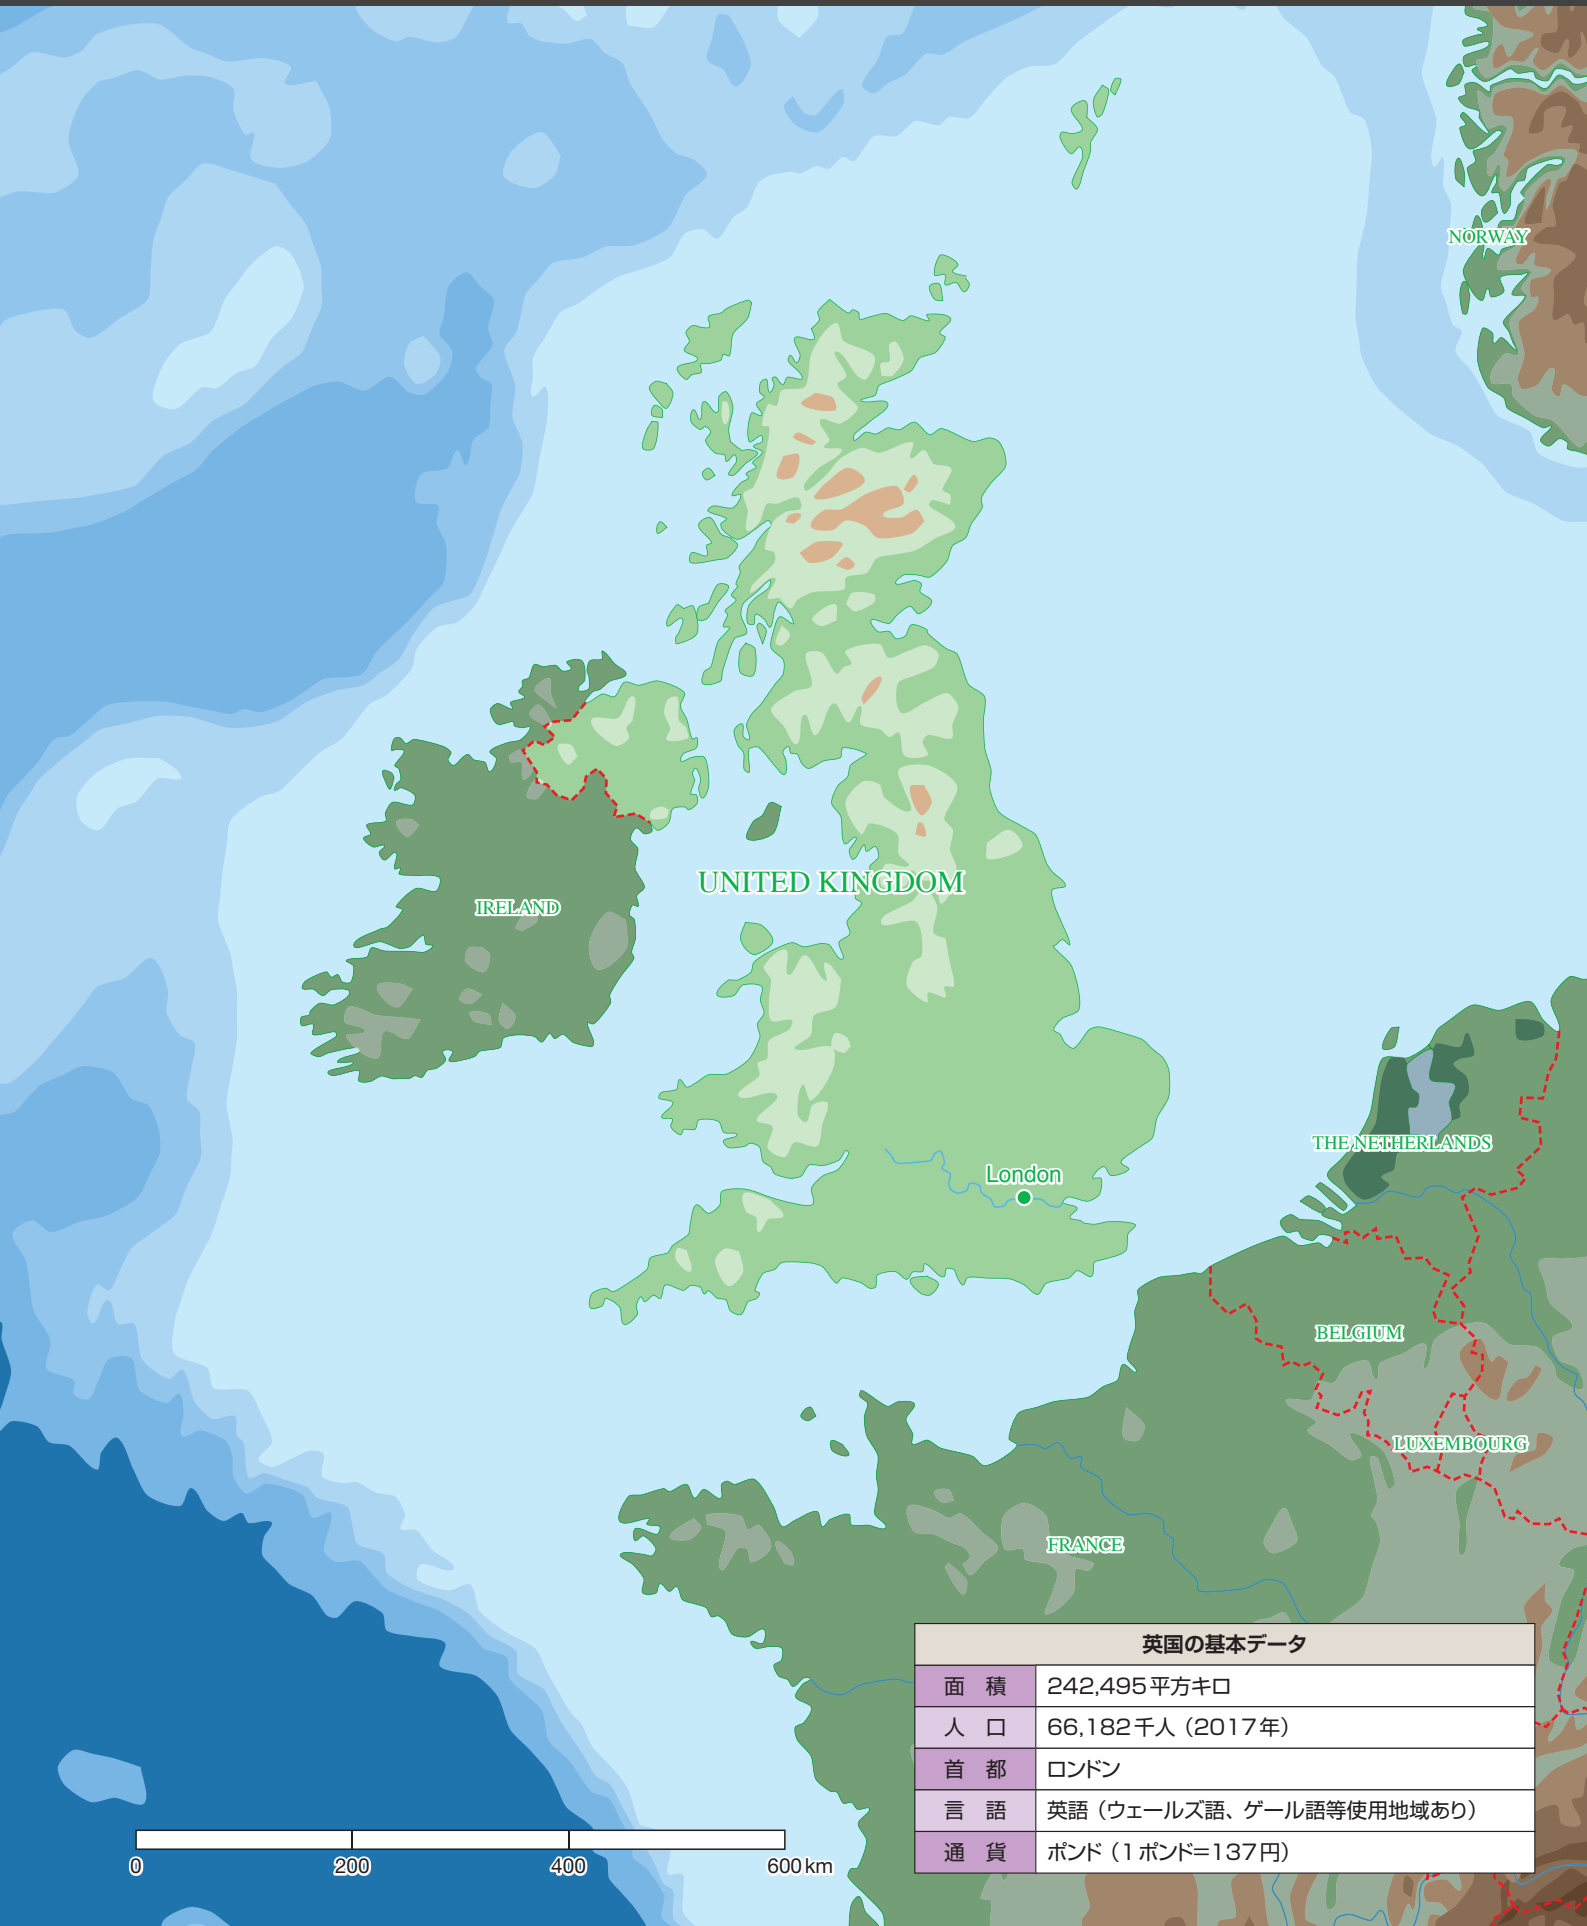 NORWAY
UNITED KINGDOM
IRELAND
THE NETHERLANDS
London
BELGIUM
LUXEMBOURG
FRANCE
英国の基本データ
面　積 242,495平方キロ
人　口 66,182千人（2017年）
首　都 ロンドン
言　語 英語（ウェールズ語、ゲール語等使用地域あり）
通　貨 ポンド（1ポンド=137円）
0 200 400 600km